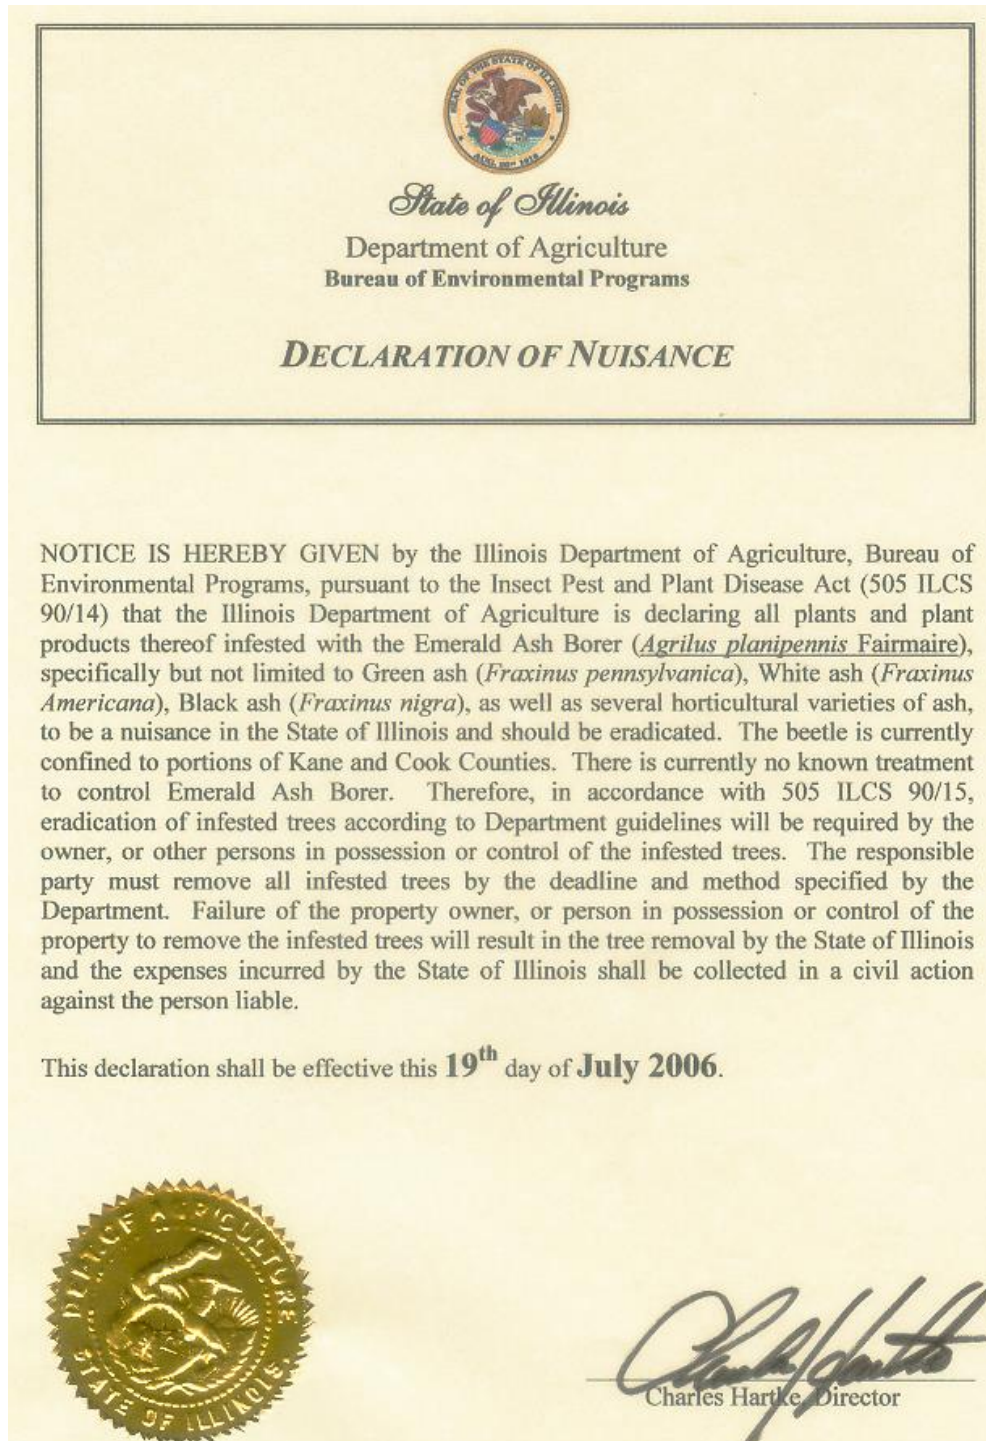 SEAL OF THE STATE OF ILLINOIS
AUG. 26TH 1818
State of Illinois
Department of Agriculture
Bureau of Environmental Programs
DECLARATION OF NUISANCE
NOTICE IS HEREBY GIVEN by the Illinois Department of Agriculture, Bureau of
Environmental Programs, pursuant to the Insect Pest and Plant Disease Act (505 ILCS
90/14) that the Illinois Department of Agriculture is declaring all plants and plant
products thereof infested with the Emerald Ash Borer (Agrilus planipennis Fairmaire),
specifically but not limited to Green ash (Fraxinus pennsylvanica), White ash (Fraxinus
Americana), Black ash (Fraxinus nigra), as well as several horticultural varieties of ash,
to be a nuisance in the State of Illinois and should be eradicated. The beetle is currently
confined to portions of Kane and Cook Counties. There is currently no known treatment
to control Emerald Ash Borer. Therefore, in accordance with 505 ILCS 90/15,
eradication of infested trees according to Department guidelines will be required by the
owner, or other persons in possession or control of the infested trees. The responsible
party must remove all infested trees by the deadline and method specified by the
Department. Failure of the property owner, or person in possession or control of the
property to remove the infested trees will result in the tree removal by the State of Illinois
and the expenses incurred by the State of Illinois shall be collected in a civil action
against the person liable.
This declaration shall be effective this 19th day of July 2006.
DEPT. OF AGRICULTURE
STATE OF ILLINOIS
Charles Hartke, Director